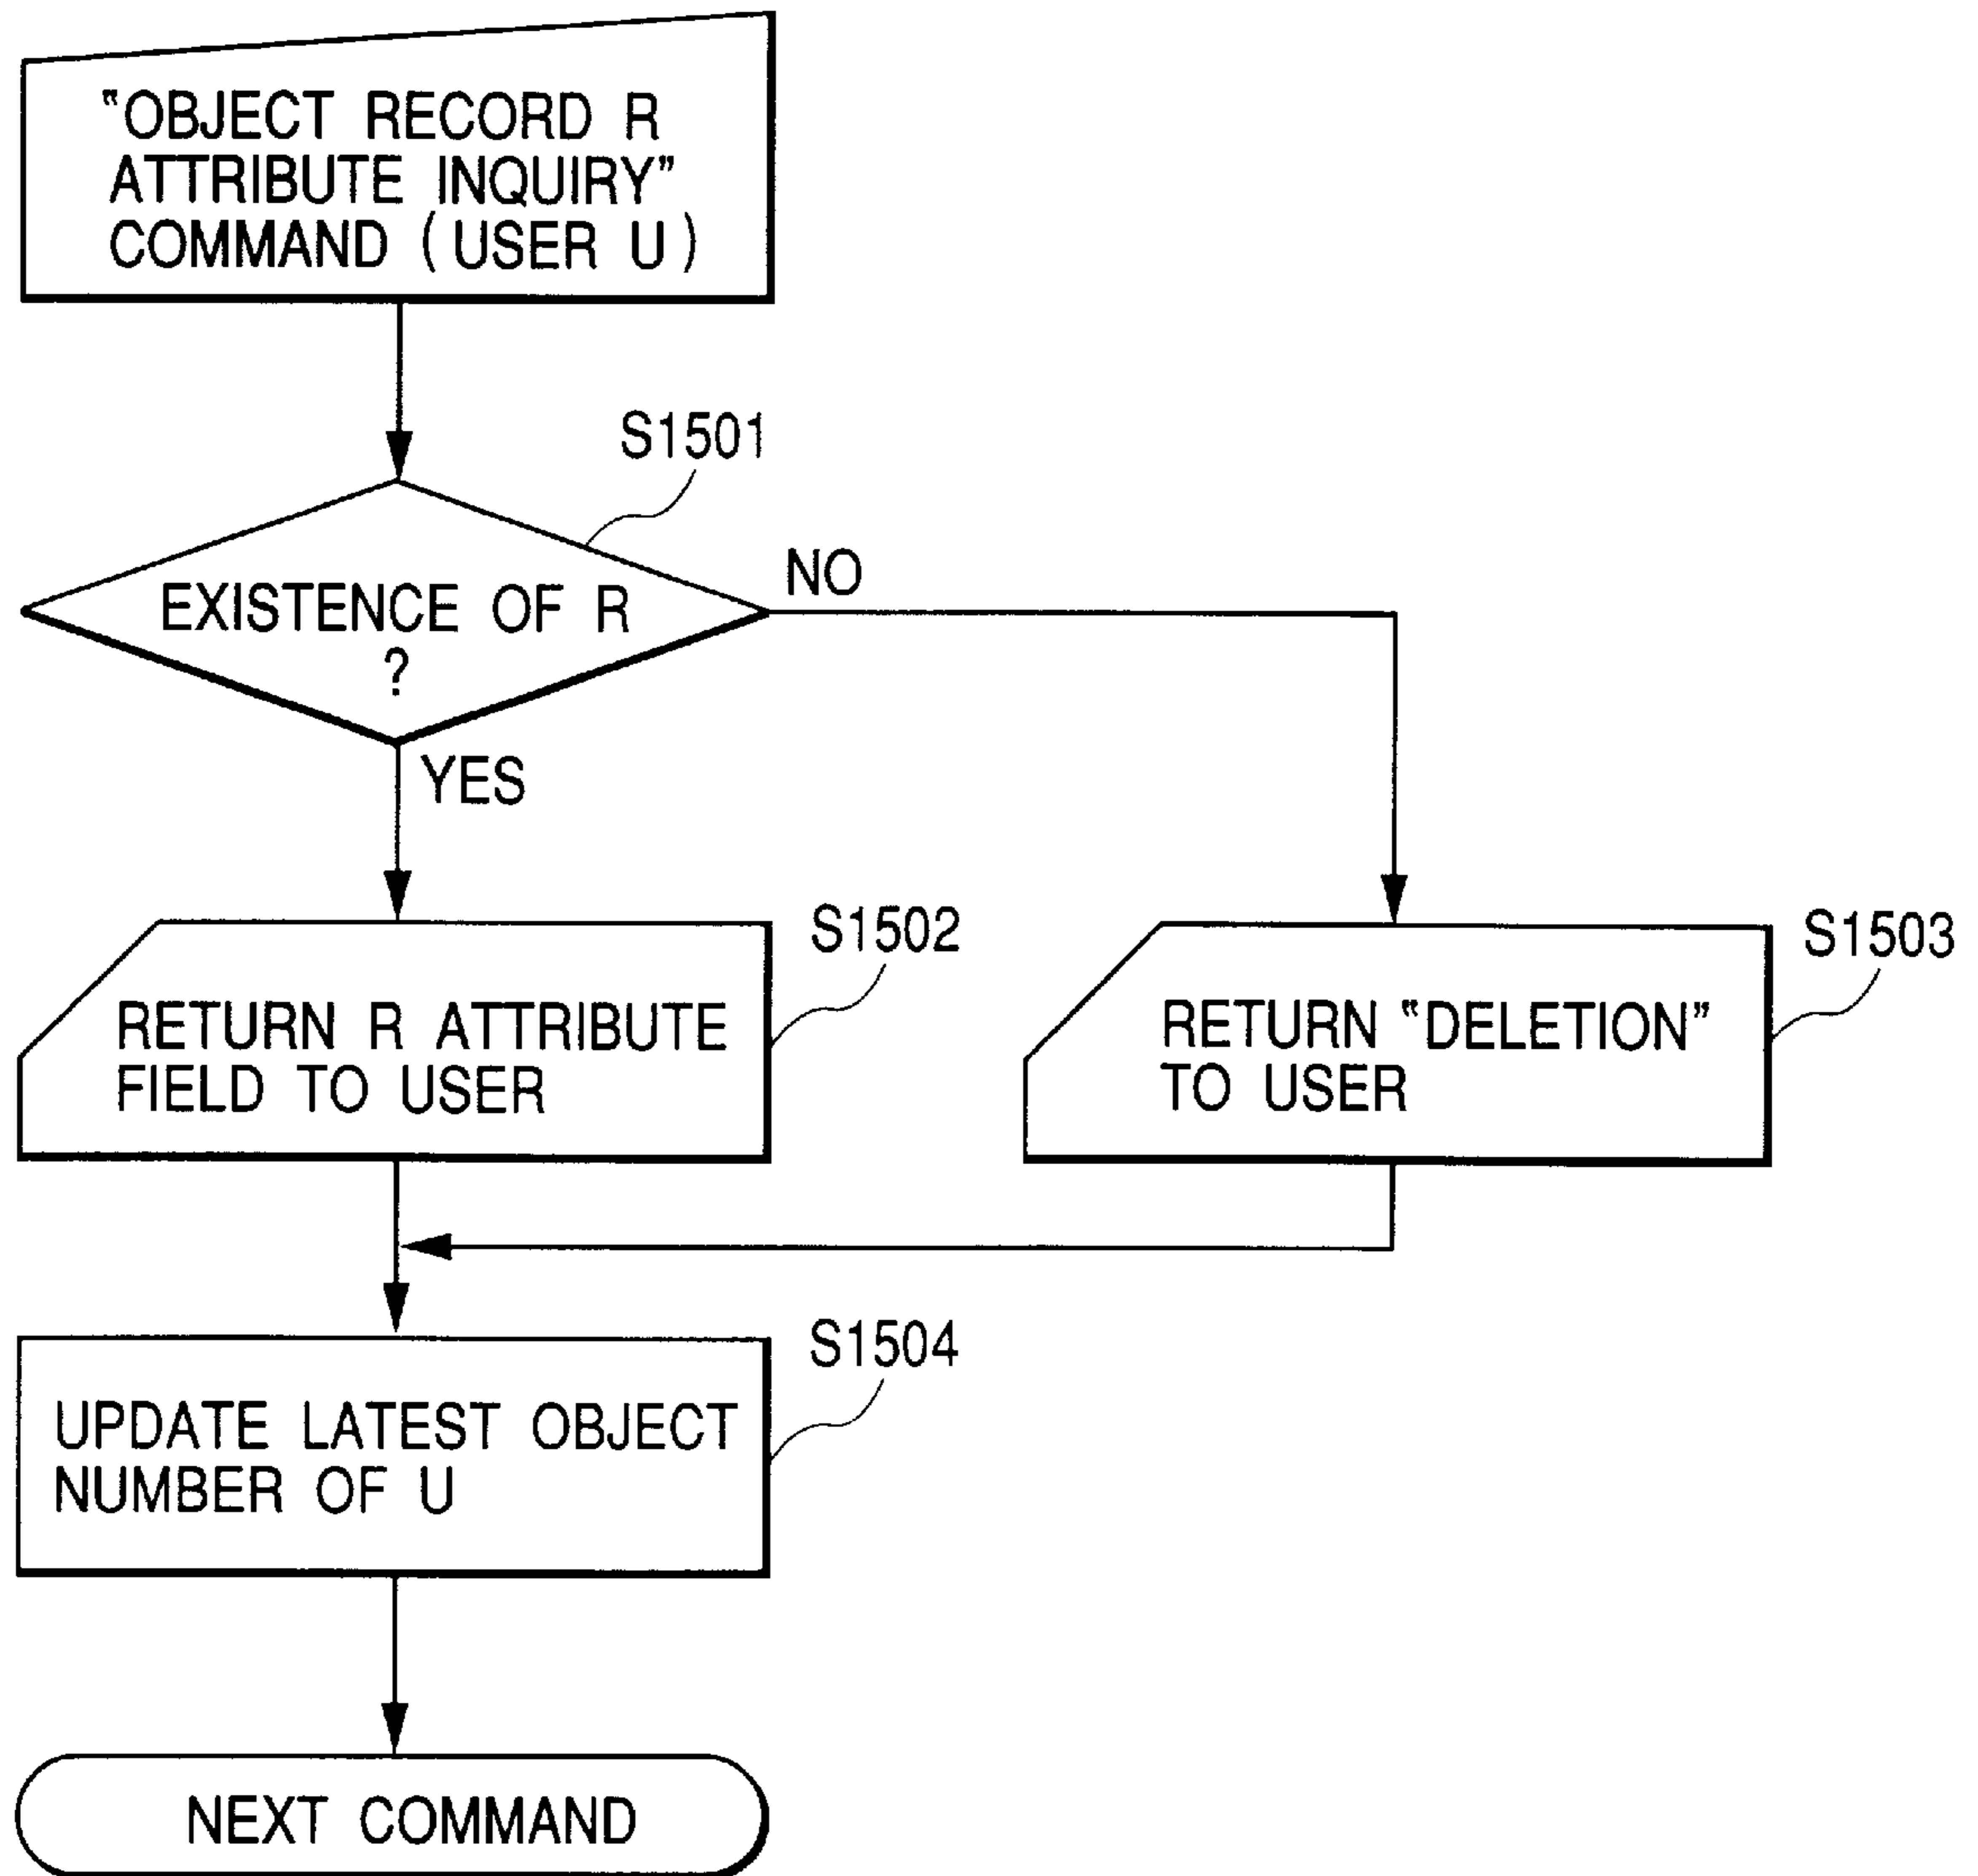 “OBJECT RECORD R
ATTRIBUTE INQUIRY”
COMMAND (USER U)
S1501
EXISTENCE OF R
?
NO
YES
S1502
RETURN R ATTRIBUTE
FIELD TO USER
S1503
RETURN “DELETION”
TO USER
S1504
UPDATE LATEST OBJECT
NUMBER OF U
NEXT COMMAND